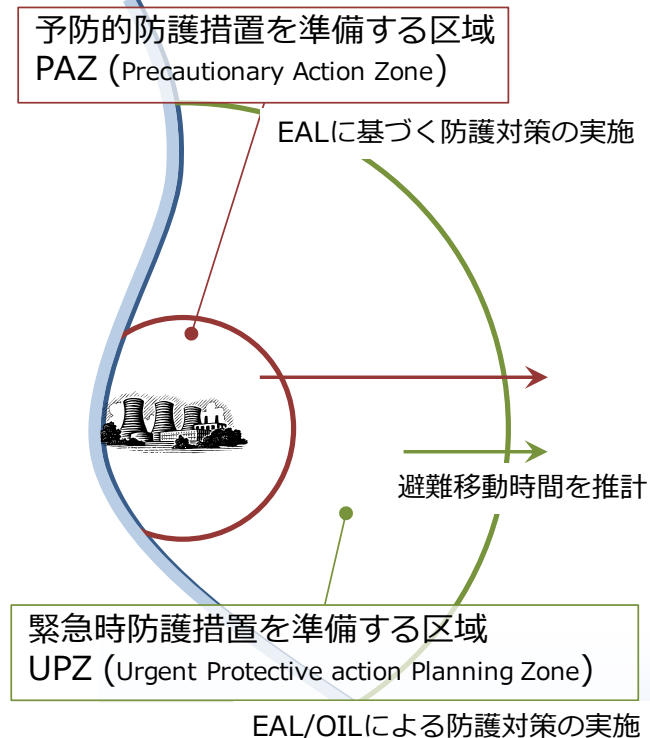 予防的防護措置を準備する区域
PAZ (Precautionary Action Zone)
EALに基づく防護対策の実施
避難移動時間を推計
緊急時防護措置を準備する区域
UPZ (Urgent Protective action Planning Zone)
EAL/OILによる防護対策の実施